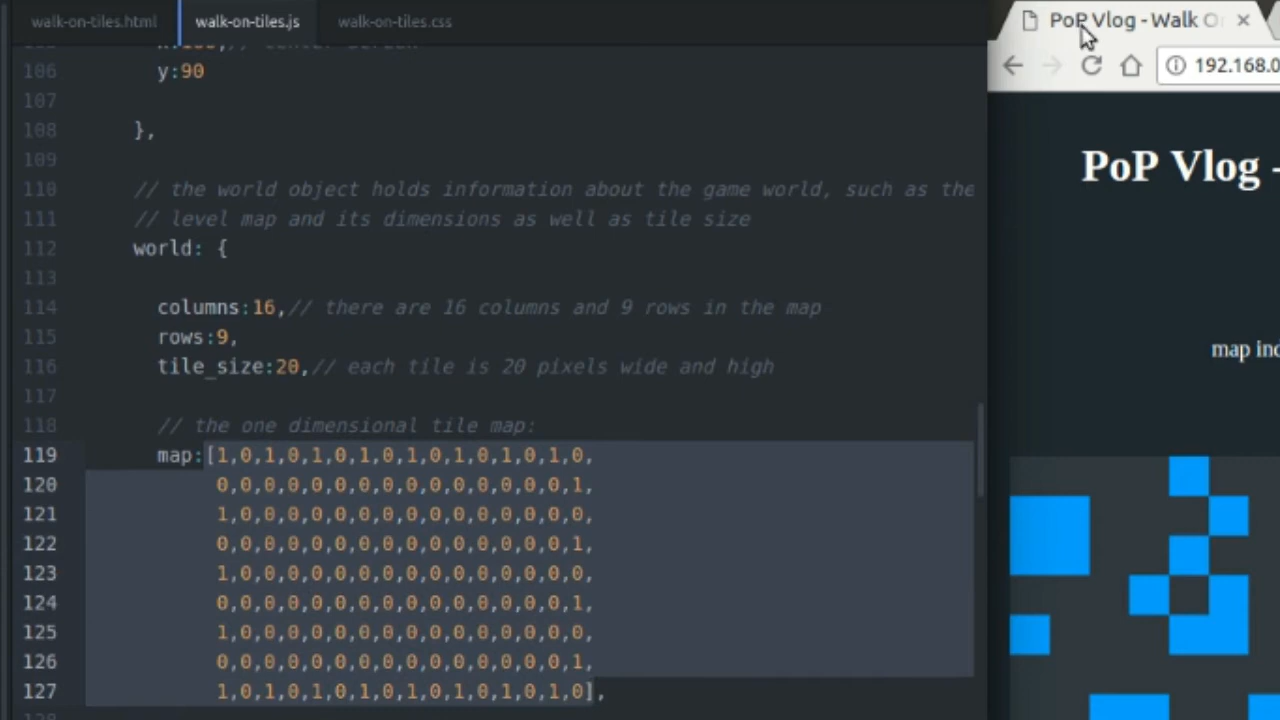 walk-on-tiles.html
walk-on-tiles.js
walk-on-tiles.css
PoP Vlog - Walk O
192.168.0
106 y:90
107
108 },
109
110 // the world object holds information about the game world, such as the
111 // level map and its dimensions as well as tile size
112 world: {
113
114 columns:16,// there are 16 columns and 9 rows in the map
115 rows:9,
116 tile_size:20,// each tile is 20 pixels wide and high
117
118 // the one dimensional tile map:
119 map:[1,0,1,0,1,0,1,0,1,0,1,0,1,0,1,0,
120 0,0,0,0,0,0,0,0,0,0,0,0,0,0,0,1,
121 1,0,0,0,0,0,0,0,0,0,0,0,0,0,0,0,
122 0,0,0,0,0,0,0,0,0,0,0,0,0,0,0,1,
123 1,0,0,0,0,0,0,0,0,0,0,0,0,0,0,0,
124 0,0,0,0,0,0,0,0,0,0,0,0,0,0,0,1,
125 1,0,0,0,0,0,0,0,0,0,0,0,0,0,0,0,
126 0,0,0,0,0,0,0,0,0,0,0,0,0,0,0,1,
127 1,0,1,0,1,0,1,0,1,0,1,0,1,0,1,0],
PoP Vlog -
map ind